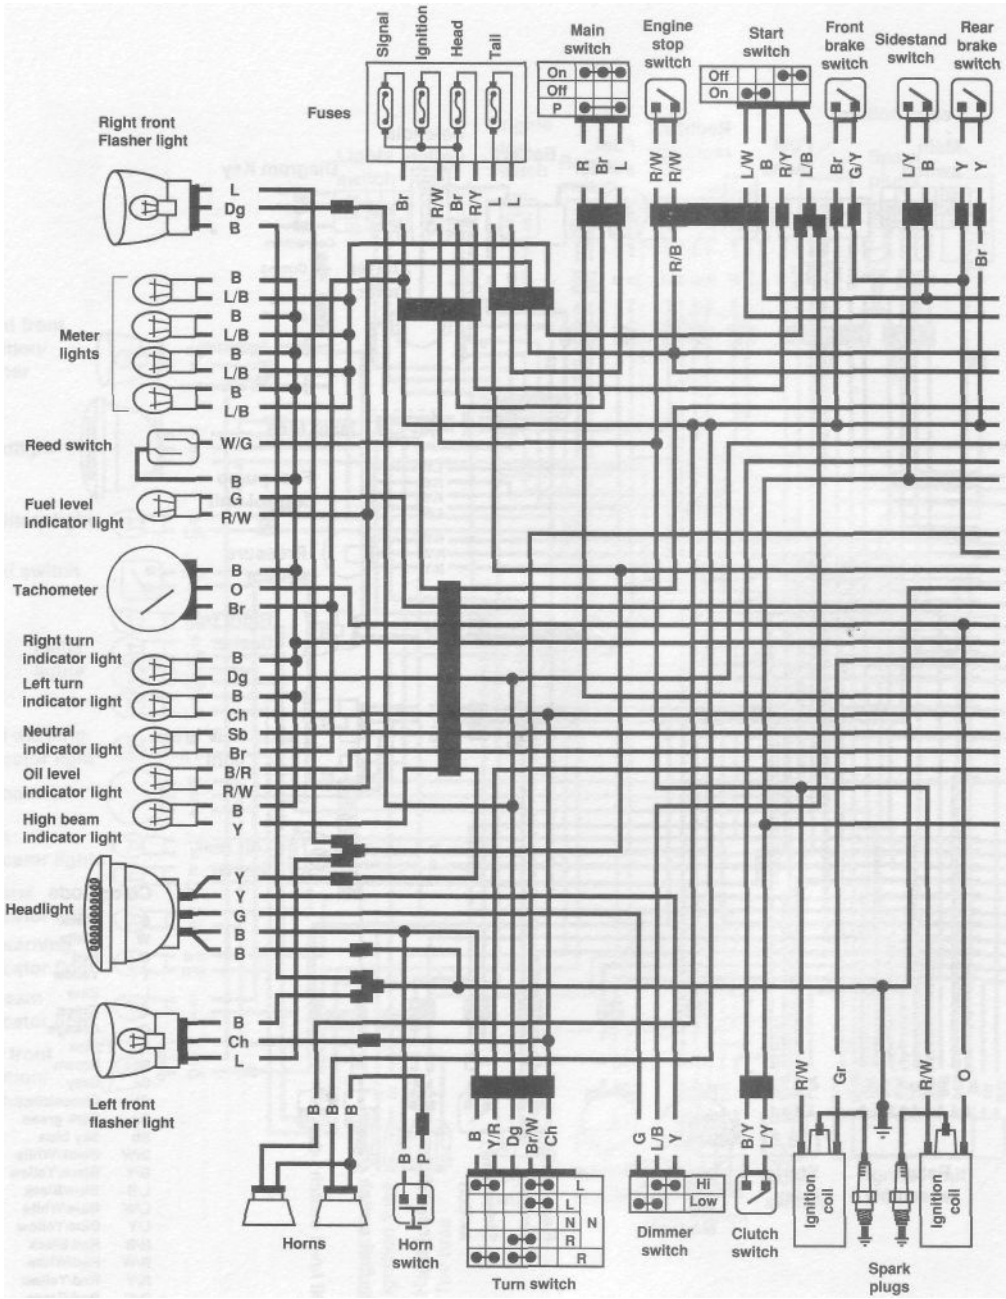 Signal
Ignition
Head
Tail
Main
switch
Engine
stop
switch
Start
switch
Front
brake
switch
Sidestand
switch
Rear
brake
switch
On
Off
P
Off
On
Fuses
Right front
Flasher light
L
Dg
B
Br
R/W
Br
R/Y
L
L
R
Br
L
R/W
R/W
L/W
B
R/Y
L/B
Br
G/Y
L/Y
B
Y
Y
R/B
Br
Meter
lights
B
L/B
B
L/B
B
L/B
B
L/B
Reed switch
W/G
B
Fuel level
indicator light
G
R/W
Tachometer
B
O
Br
Right turn
indicator light
B
Dg
Left turn
indicator light
B
Ch
Neutral
indicator light
Sb
Br
Oil level
indicator light
B/R
R/W
High beam
indicator light
B
Y
Headlight
Y
Y
G
B
B
Left front
flasher light
B
Ch
L
B
B
B
Horns
B
P
Horn
switch
B
Y/R
Dg
Br/W
Ch
L
L
N
N
R
R
Turn switch
G
L/B
Y
Hi
Low
Dimmer
switch
B/Y
L/Y
Clutch
switch
R/W
Gr
Ignition
coil
Spark
plugs
R/W
O
Ignition
coil